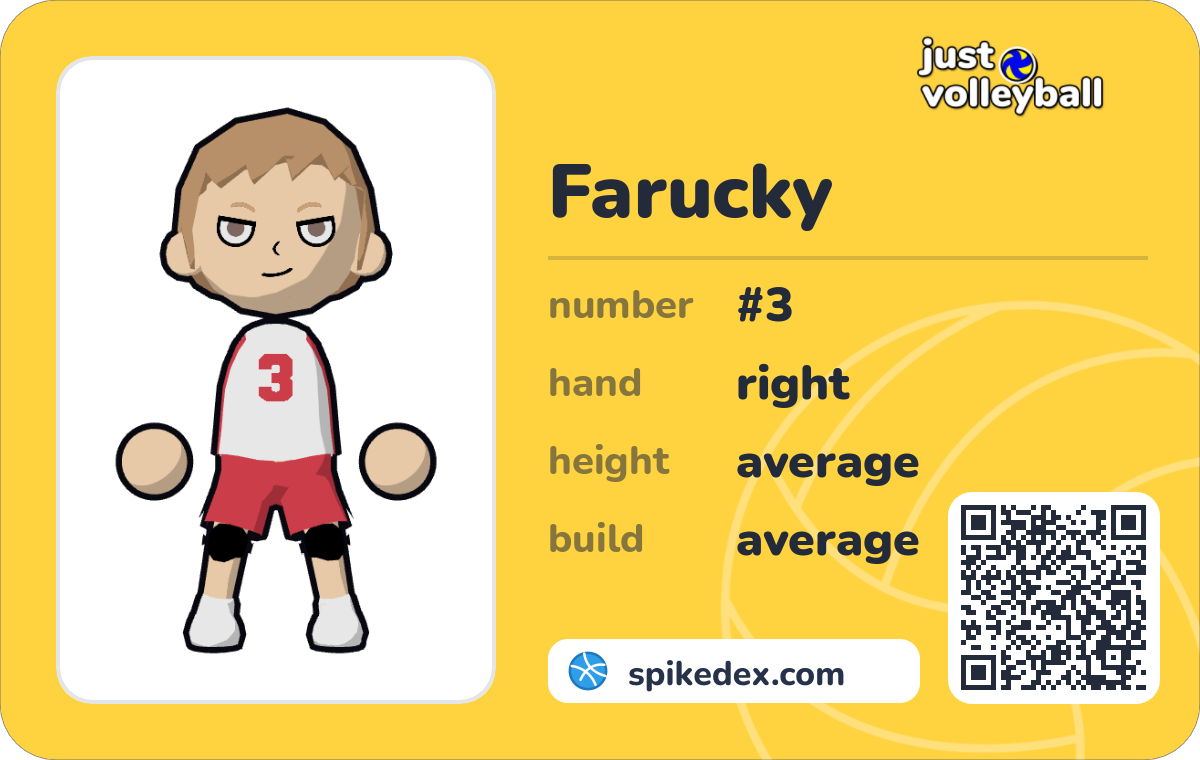 just
volleyball
Farucky
number #3
hand right
height average
build average
3
spikedex.com